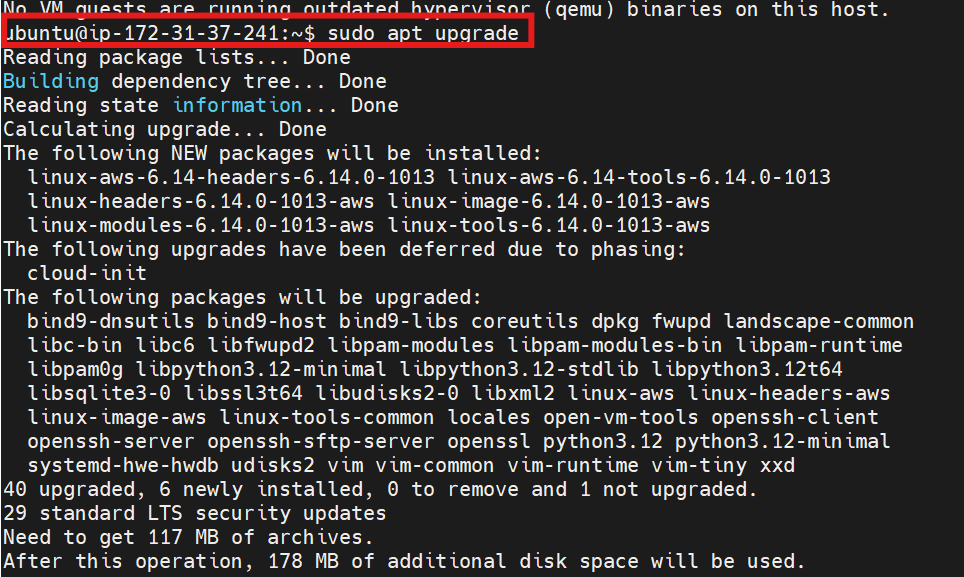 No VM guests are running outdated hypervisor (qemu) binaries on this host.
ubuntu@ip-172-31-37-241:~$ sudo apt upgrade
Reading package lists... Done
Building dependency tree... Done
Reading state information... Done
Calculating upgrade... Done
The following NEW packages will be installed:
  linux-aws-6.14-headers-6.14.0-1013 linux-aws-6.14-tools-6.14.0-1013
  linux-headers-6.14.0-1013-aws linux-image-6.14.0-1013-aws
  linux-modules-6.14.0-1013-aws linux-tools-6.14.0-1013-aws
The following upgrades have been deferred due to phasing:
  cloud-init
The following packages will be upgraded:
  bind9-dnsutils bind9-host bind9-libs coreutils dpkg fwupd landscape-common
  libc-bin libc6 libfwupd2 libpam-modules libpam-modules-bin libpam-runtime
  libpam0g libpython3.12-minimal libpython3.12-stdlib libpython3.12t64
  libsqlite3-0 libssl3t64 libudisks2-0 libxml2 linux-aws linux-headers-aws
  linux-image-aws linux-tools-common locales open-vm-tools openssh-client
  openssh-server openssh-sftp-server openssl python3.12 python3.12-minimal
  systemd-hwe-hwdb udisks2 vim vim-common vim-runtime vim-tiny xxd
40 upgraded, 6 newly installed, 0 to remove and 1 not upgraded.
29 standard LTS security updates
Need to get 117 MB of archives.
After this operation, 178 MB of additional disk space will be used.